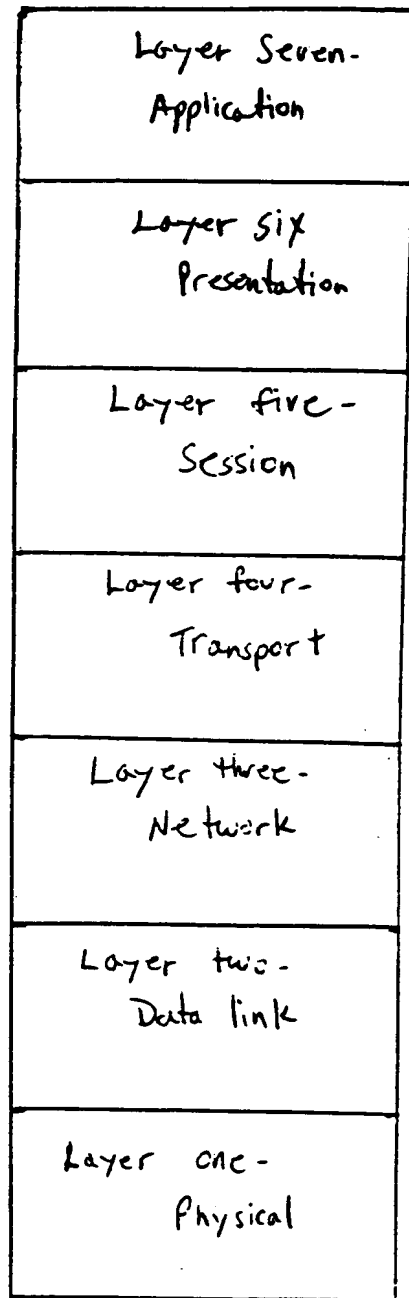 Layer Seven-
Application
Layer six
Presentation
Layer five-
Session
Layer four-
Transport
Layer three-
Network
Layer two-
Data link
Layer one-
Physical